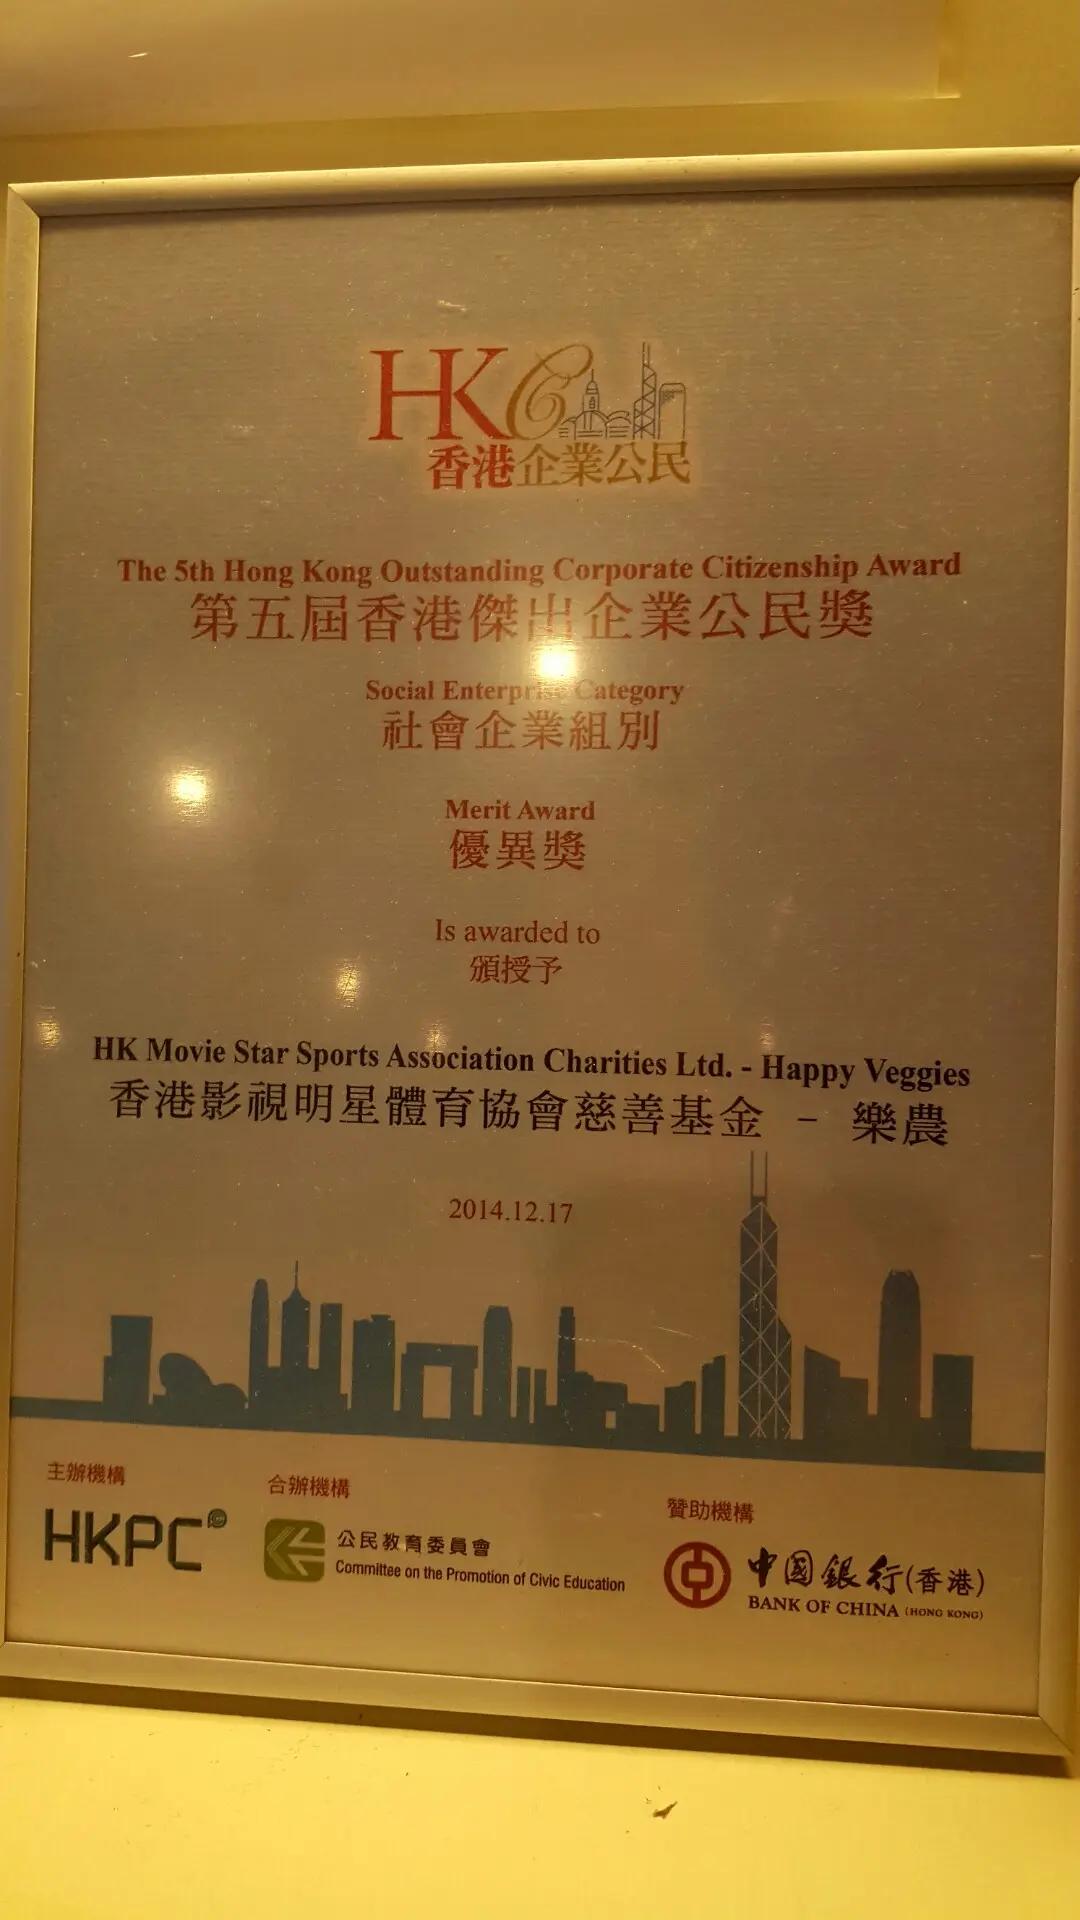 HKC
香港企業公民
The 5th Hong Kong Outstanding Corporate Citizenship Award
第五屆香港傑出企業公民獎
Social Enterprise Category
社會企業組別
Merit Award
優異獎
Is awarded to
頒授予
HK Movie Star Sports Association Charities Ltd. - Happy Veggies
香港影視明星體育協會慈善基金 - 樂農
2014.12.17
主辦機構
HKPC
合辦機構
公民教育委員會
Committee on the Promotion of Civic Education
贊助機構
中國銀行(香港)
BANK OF CHINA (HONG KONG)